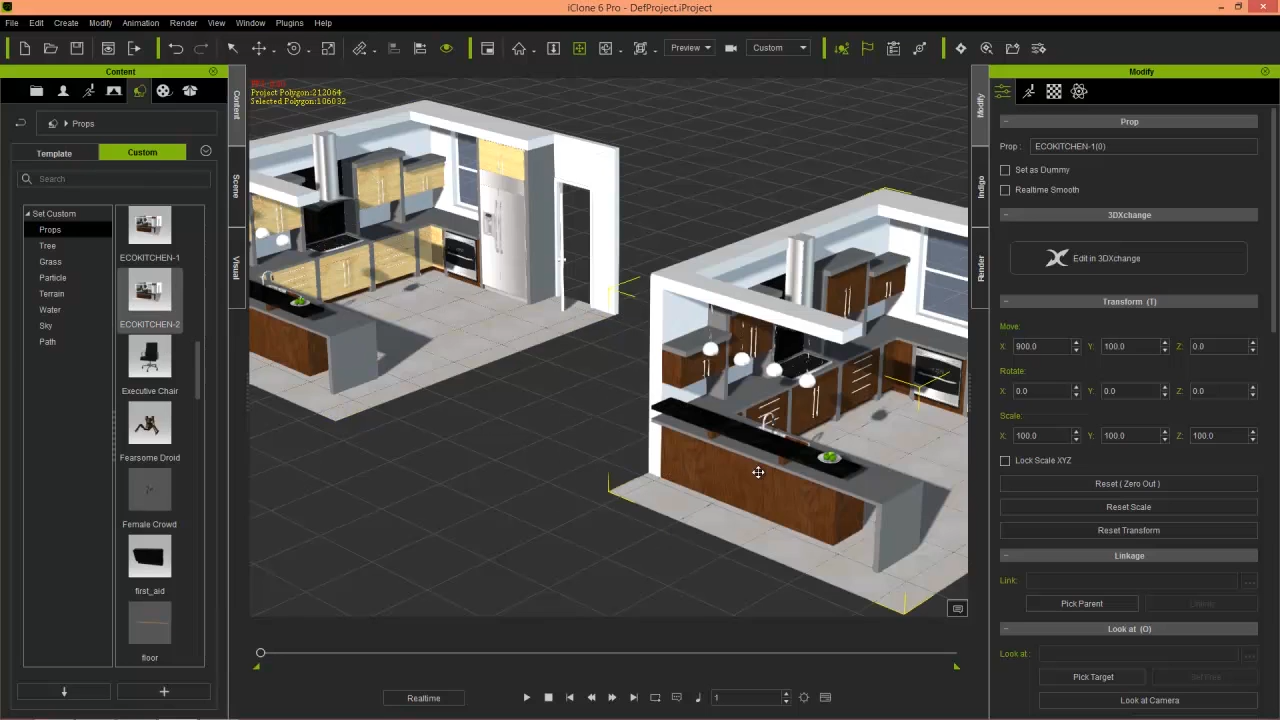 iClone 6 Pro - DefProject.iProject
File Edit Create Modify Animation Render View Window Plugins Help
Preview
Custom
Content
Modify
Project Polygon:212064
Selected Polygon:106032
Content
Scene
Visual
Props
Template
Custom
Search
Set Custom
Props
Tree
Grass
Particle
Terrain
Water
Sky
Path
ECOKITCHEN-1
ECOKITCHEN-2
Executive Chair
Fearsome Droid
Female Crowd
first_aid
floor
Realtime
1
Modify
Indigo
Render
Prop
Prop : ECOKITCHEN-1(0)
Set as Dummy
Realtime Smooth
3DXchange
Edit in 3DXchange
Transform (T)
Move:
X: 900.0 Y: 100.0 Z: 0.0
Rotate:
X: 0.0 Y: 0.0 Z: 0.0
Scale:
X: 100.0 Y: 100.0 Z: 100.0
Lock Scale XYZ
Reset ( Zero Out )
Reset Scale
Reset Transform
Linkage
Link:
Pick Parent
Look at (O)
Look at :
Pick Target
Look at Camera